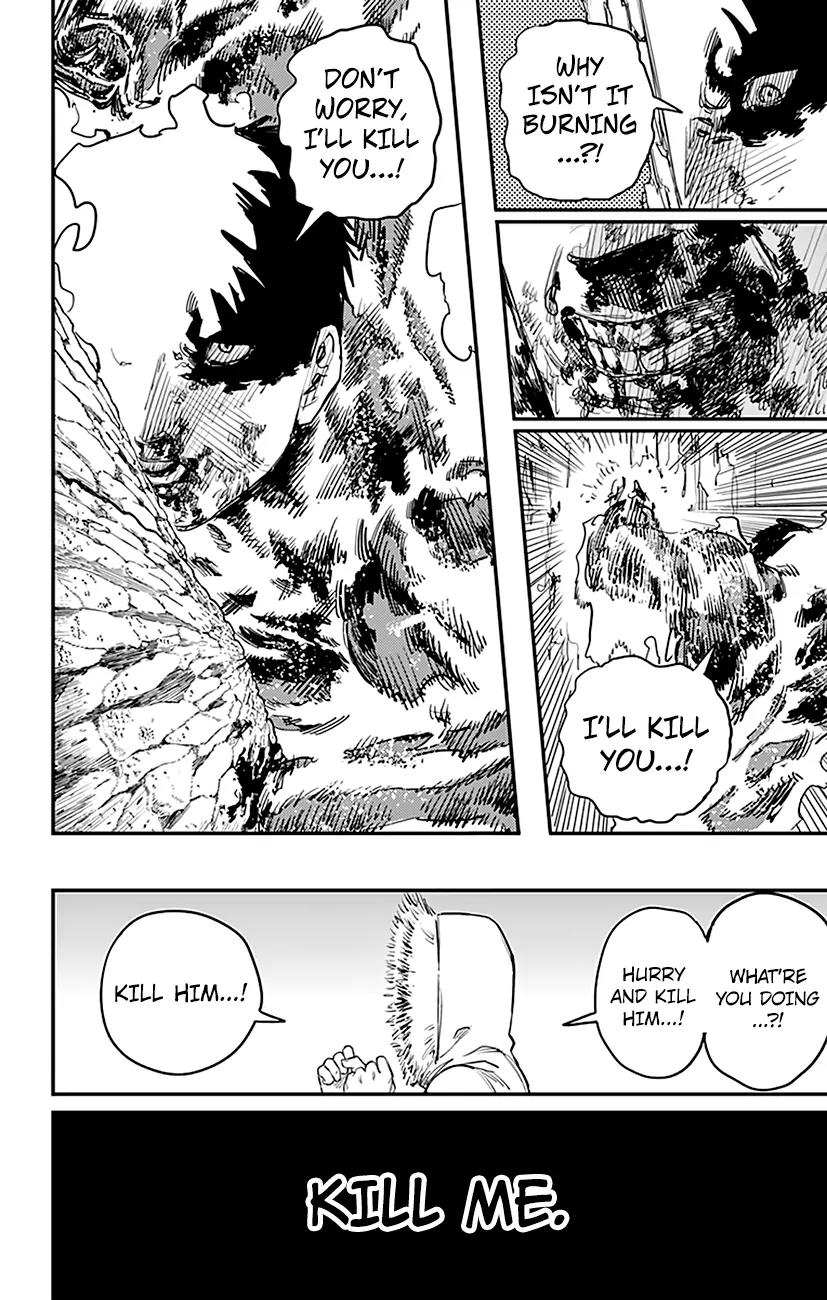 WHY
ISN'T IT
BURNING
...?!
I'LL KILL
YOU...!
DON'T
WORRY,
I'LL KILL
YOU...!
WHAT'RE
YOU DOING
...?!
HURRY
AND KILL
HIM...!
KILL HIM...!
KILL ME.